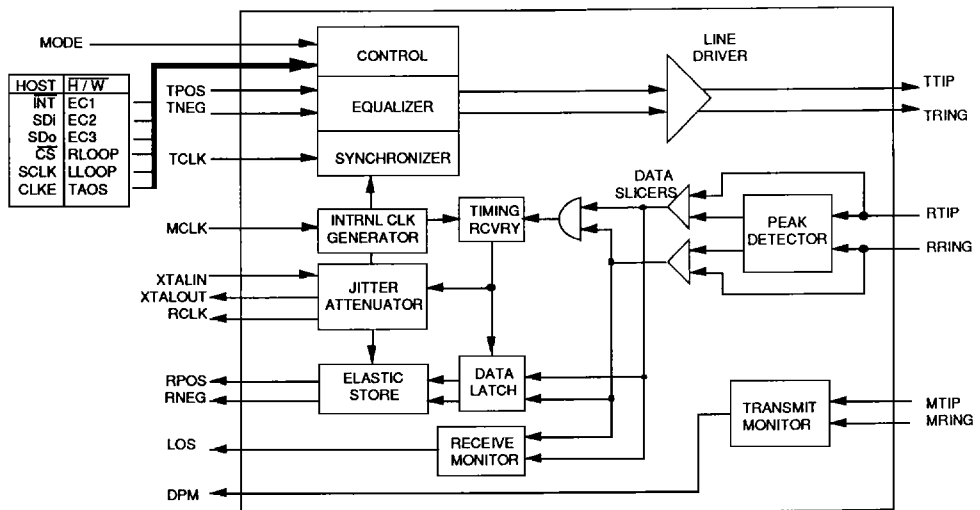 MODE
CONTROL
LINE
DRIVER
HOST H/W
INT EC1
SDi EC2
SDo EC3
CS RLOOP
SCLK LLOOP
CLKE TAOS
TPOS
TNEG
EQUALIZER
TTIP
TRING
TCLK
SYNCHRONIZER
DATA
SLICERS
MCLK
INTRNL CLK
GENERATOR
TIMING
RCVRY
PEAK
DETECTOR
RTIP
RRING
XTALIN
XTALOUT
RCLK
JITTER
ATTENUATOR
RPOS
RNEG
ELASTIC
STORE
DATA
LATCH
TRANSMIT
MONITOR
MTIP
MRING
LOS
RECEIVE
MONITOR
DPM